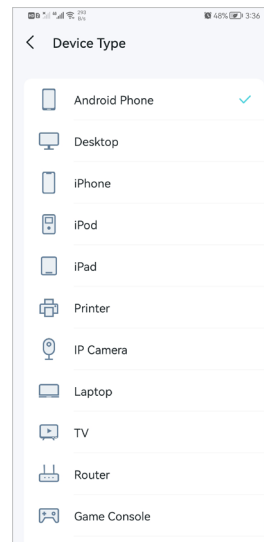 293 B/s 48% 3:36
Device Type
Android Phone
Desktop
iPhone
iPod
iPad
Printer
IP Camera
Laptop
TV
Router
Game Console